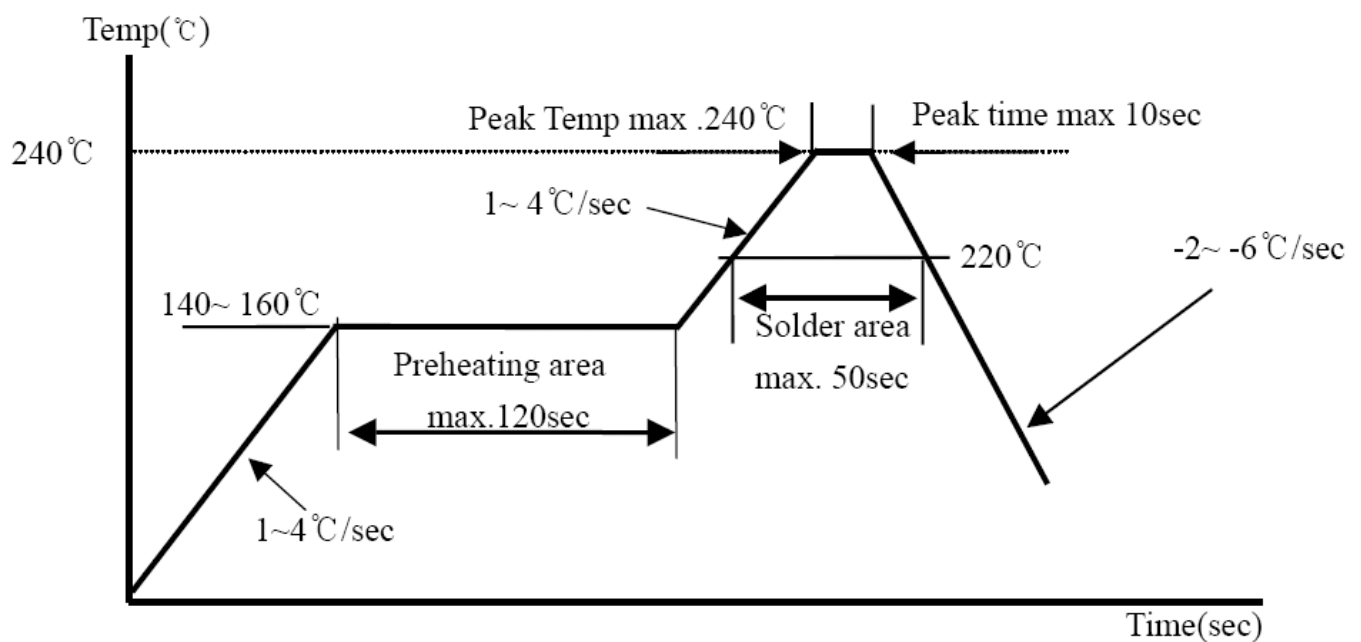 Temp(℃)
Peak Temp max .240℃
Peak time max 10sec
240℃
1~ 4℃/sec
-2~ -6℃/sec
220℃
140~ 160℃
Solder area
max. 50sec
Preheating area
max.120sec
1~4℃/sec
Time(sec)